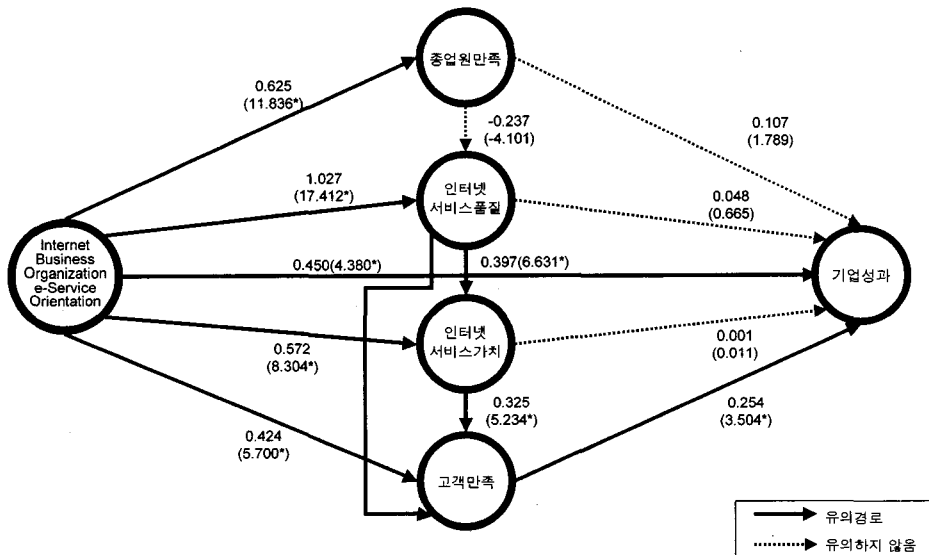 종업원만족
0.625
(11.836*)
-0.237
(-4.101)
0.107
(1.789)
1.027
(17.412*)
인터넷
서비스품질
0.048
(0.665)
Internet
Business
Organization
e-Service
Orientation
0.450(4.380*)
0.397(6.631*)
기업성과
0.572
(8.304*)
인터넷
서비스가치
0.001
(0.011)
0.325
(5.234*)
0.254
(3.504*)
0.424
(5.700*)
고객만족
유의경로
유의하지 않음